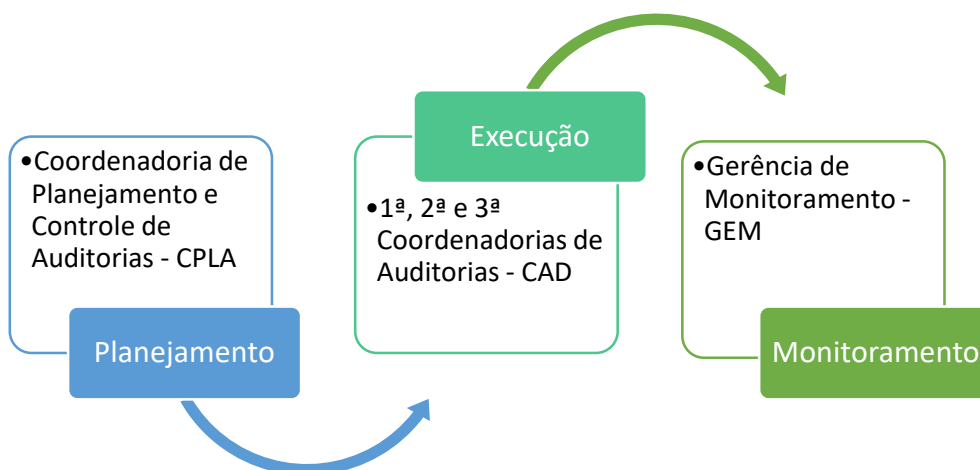 •Coordenadoria de
Planejamento e
Controle de
Auditorias - CPLA
Planejamento
Execução
•1ª, 2ª e 3ª
Coordenadorias de
Auditorias - CAD
•Gerência de
Monitoramento -
GEM
Monitoramento